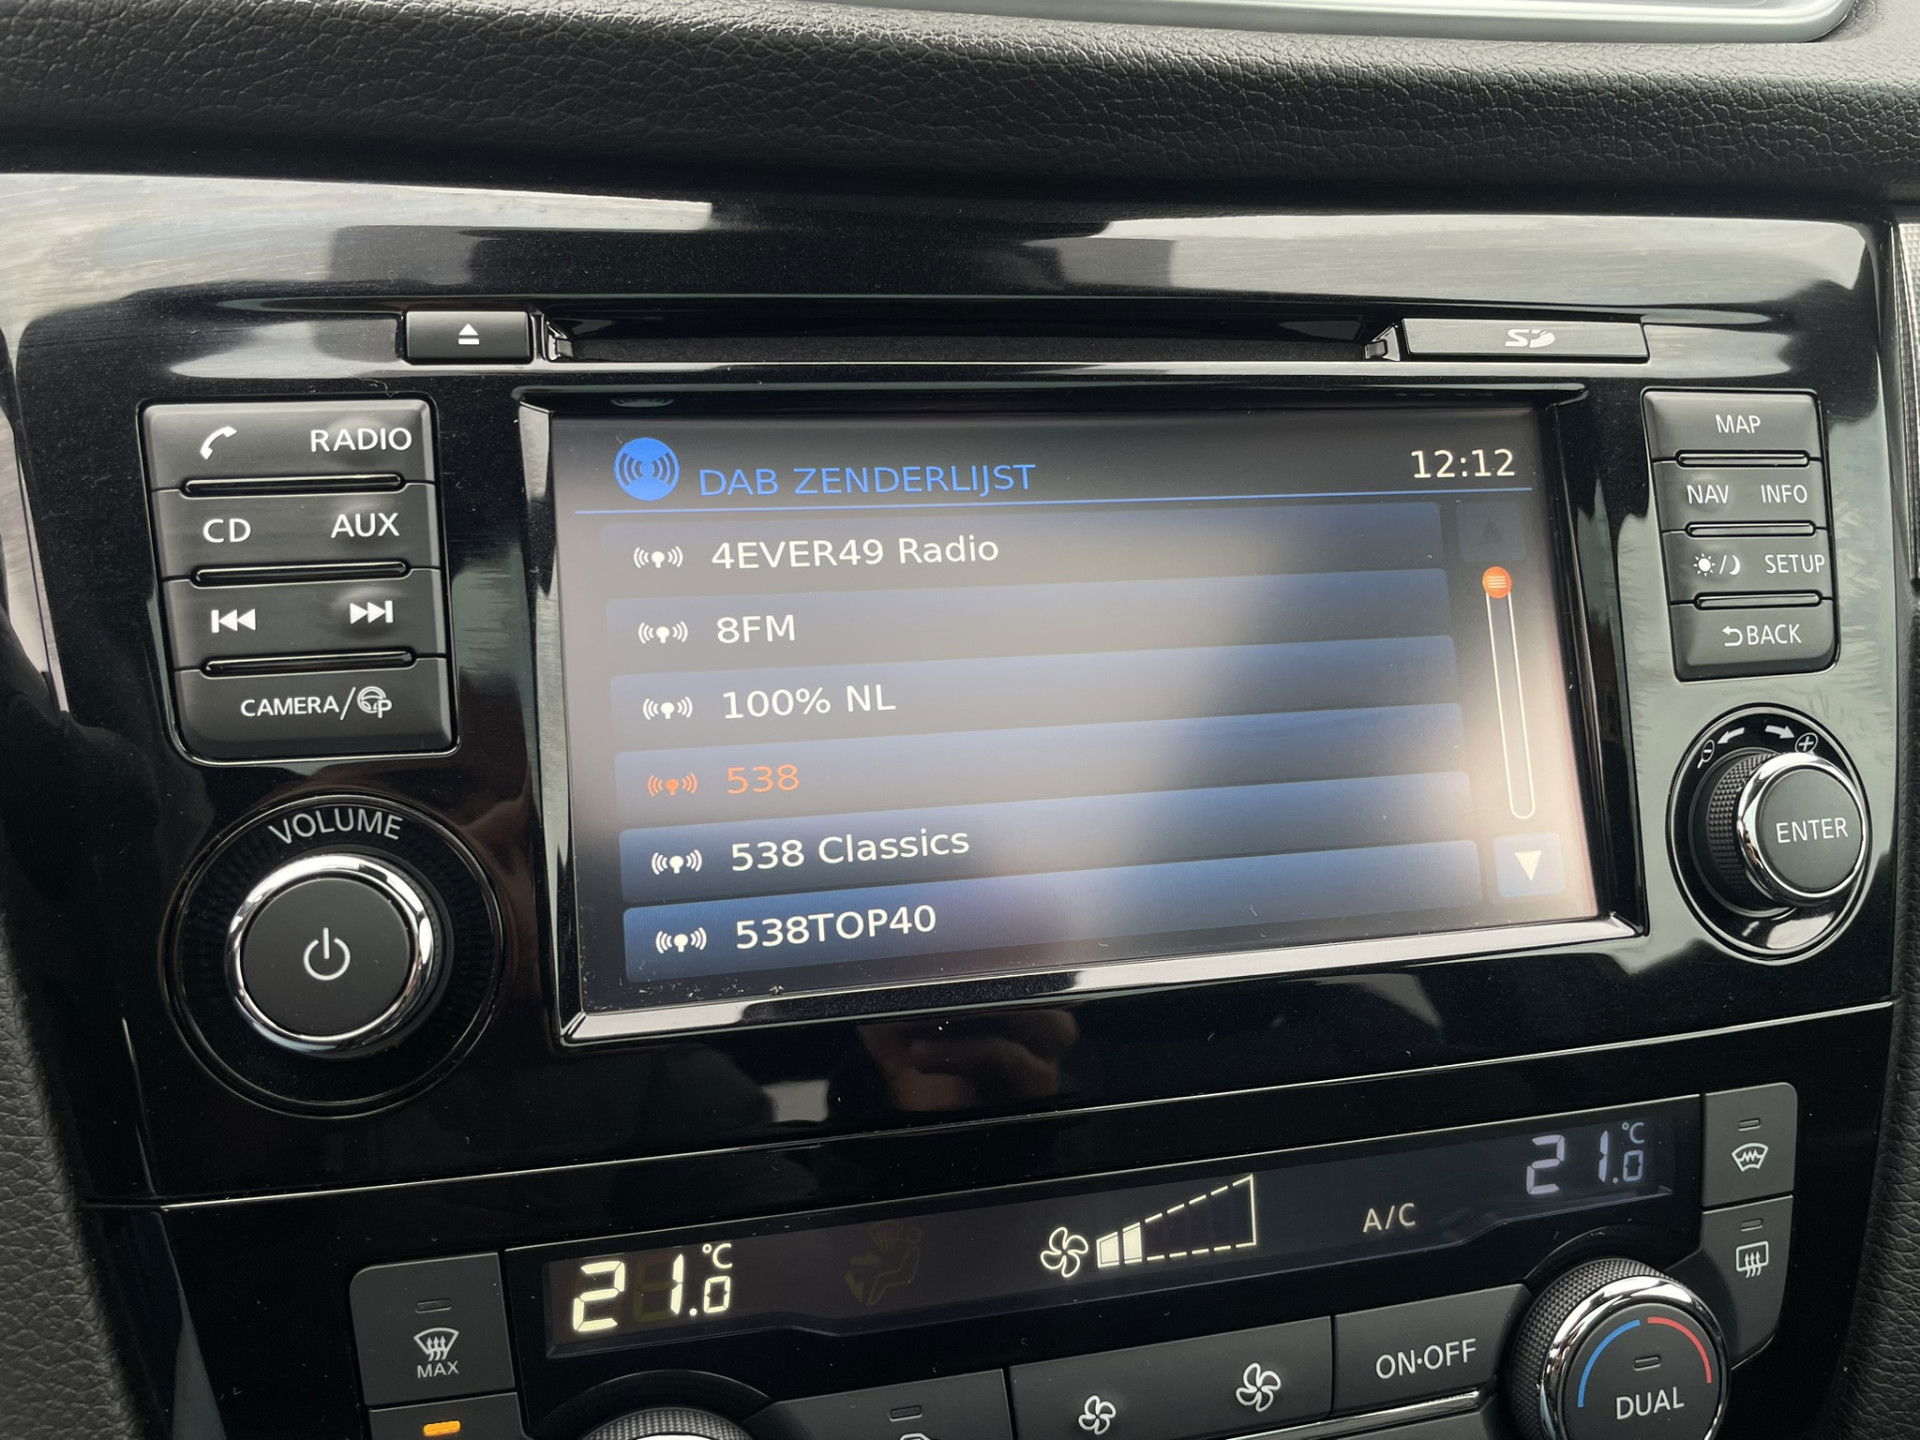 SD
RADIO
CD AUX
CAMERA/P
VOLUME
DAB ZENDERLIJST 12:12
4EVER49 Radio
8FM
100% NL
538
538 Classics
538TOP40
MAP
NAV INFO
SETUP
BACK
ENTER
21.0°C
A/C
21.0°C
MAX
ON·OFF
DUAL